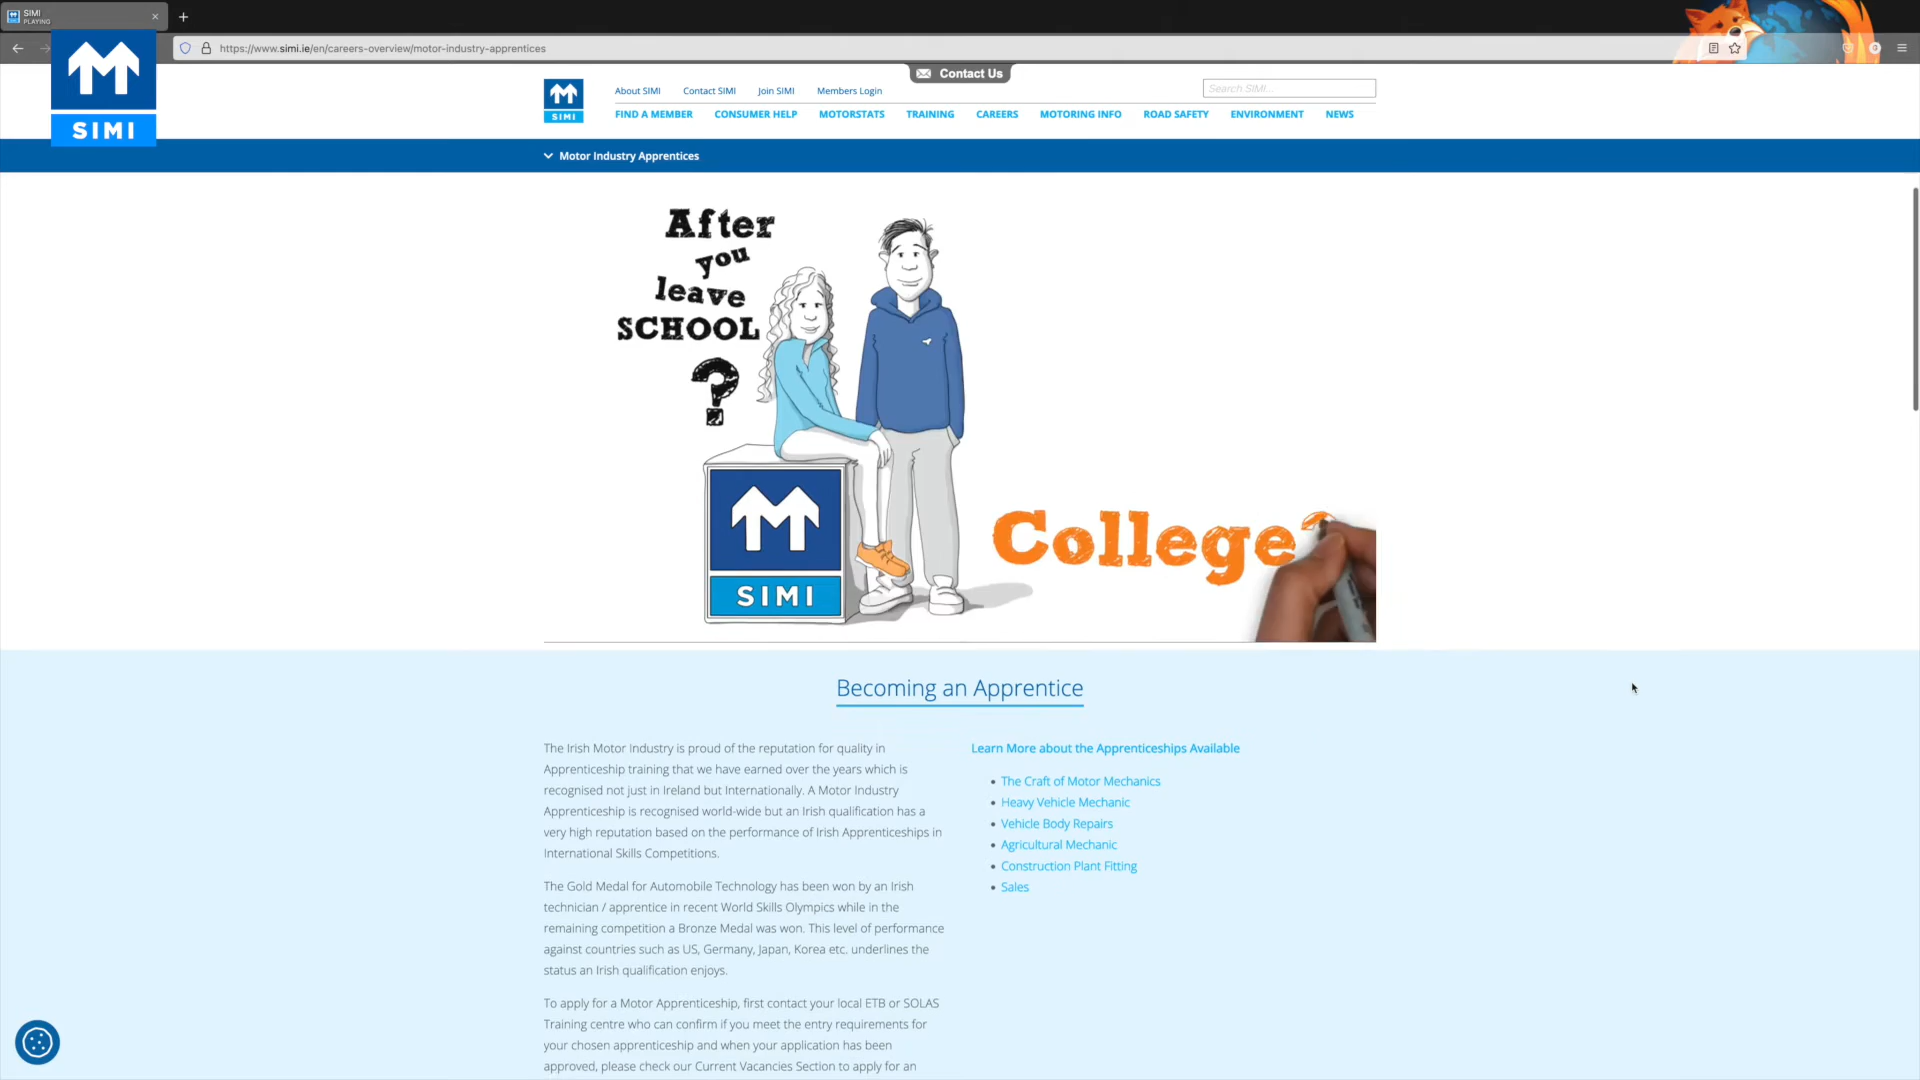 SIMI
PLAYING
https://www.simi.ie/en/careers-overview/motor-industry-apprentices
SIMI
Contact Us
SIMI
About SIMI Contact SIMI Join SIMI Members Login
Search SIMI...
FIND A MEMBER CONSUMER HELP MOTORSTATS TRAINING CAREERS MOTORING INFO ROAD SAFETY ENVIRONMENT NEWS
Motor Industry Apprentices
After
you
leave
SCHOOL
?
SIMI
College?
Becoming an Apprentice
The Irish Motor Industry is proud of the reputation for quality in
Apprenticeship training that we have earned over the years which is
recognised not just in Ireland but Internationally. A Motor Industry
Apprenticeship is recognised world-wide but an Irish qualification has a
very high reputation based on the performance of Irish Apprenticeships in
International Skills Competitions.
The Gold Medal for Automobile Technology has been won by an Irish
technician / apprentice in recent World Skills Olympics while in the
remaining competition a Bronze Medal was won. This level of performance
against countries such as US, Germany, Japan, Korea etc. underlines the
status an Irish qualification enjoys.
To apply for a Motor Apprenticeship, first contact your local ETB or SOLAS
Training centre who can confirm if you meet the entry requirements for
your chosen apprenticeship and when your application has been
approved, please check our Current Vacancies Section to apply for an
Learn More about the Apprenticeships Available
• The Craft of Motor Mechanics
• Heavy Vehicle Mechanic
• Vehicle Body Repairs
• Agricultural Mechanic
• Construction Plant Fitting
• Sales